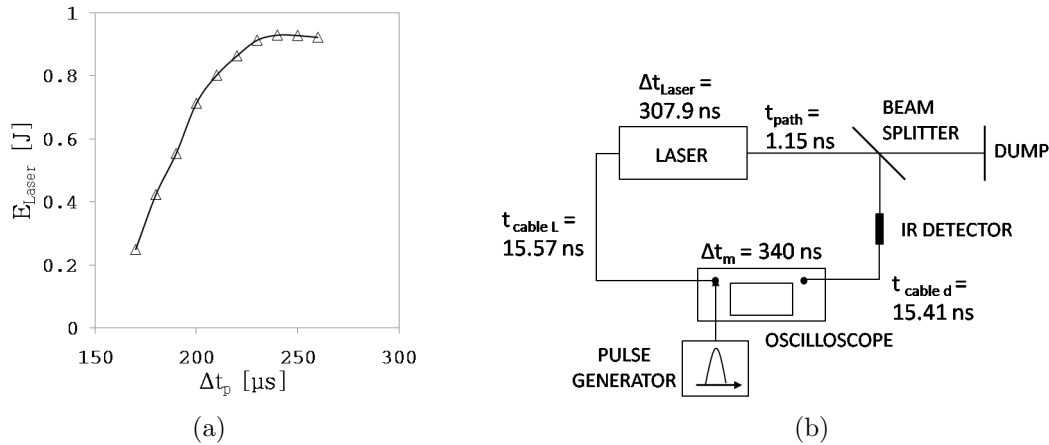 1
0.8
0.6
0.4
0.2
0
E_Laser [J]
150
200
250
300
Δt_p [μs]
(a)
Δt_Laser =
307.9 ns
t_path =
1.15 ns
BEAM
SPLITTER
LASER
DUMP
t_cable L =
15.57 ns
IR DETECTOR
Δt_m = 340 ns
t_cable d =
15.41 ns
OSCILLOSCOPE
PULSE
GENERATOR
(b)